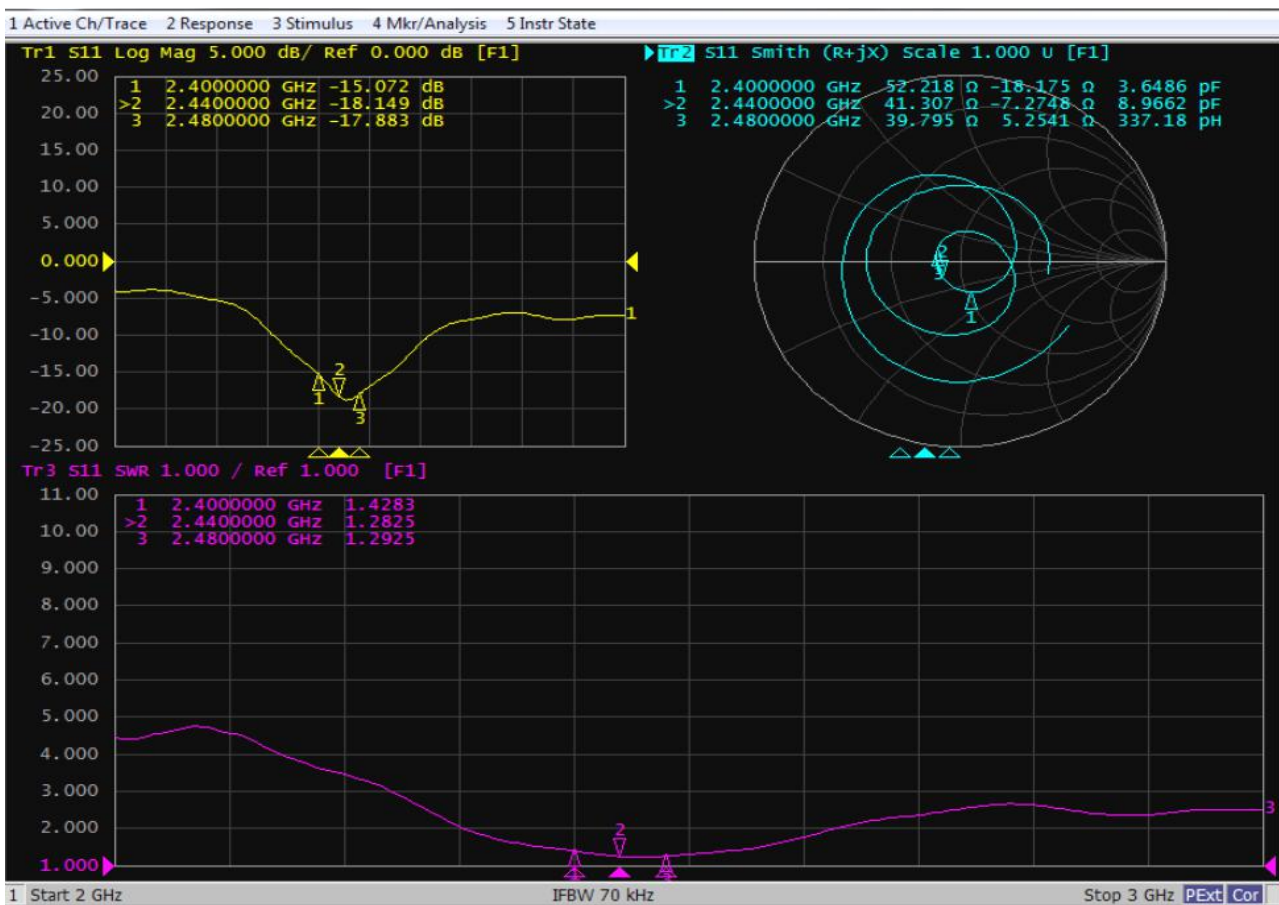 1 Active Ch/Trace 2 Response 3 Stimulus 4 Mkr/Analysis 5 Instr State
Tr1 S11 Log Mag 5.000 dB/ Ref 0.000 dB [F1]
25.00
20.00
15.00
10.00
5.000
0.000
-5.000
-10.00
-15.00
-20.00
-25.00
1 2.4000000 GHz -15.072 dB
>2 2.4400000 GHz -18.149 dB
3 2.4800000 GHz -17.883 dB
1
2
3
1
Tr2 S11 Smith (R+jX) Scale 1.000 U [F1]
1 2.4000000 GHz 52.218 Ω -18.175 Ω 3.6486 pF
>2 2.4400000 GHz 41.307 Ω -7.2748 Ω 8.9662 pF
3 2.4800000 GHz 39.795 Ω 5.2541 Ω 337.18 pH
2
3
1
Tr3 S11 SWR 1.000 / Ref 1.000 [F1]
11.00
10.00
9.000
8.000
7.000
6.000
5.000
4.000
3.000
2.000
1.000
1 2.4000000 GHz 1.4283
>2 2.4400000 GHz 1.2825
3 2.4800000 GHz 1.2925
2
3
1 Start 2 GHz IFBW 70 kHz Stop 3 GHz PExt Cor